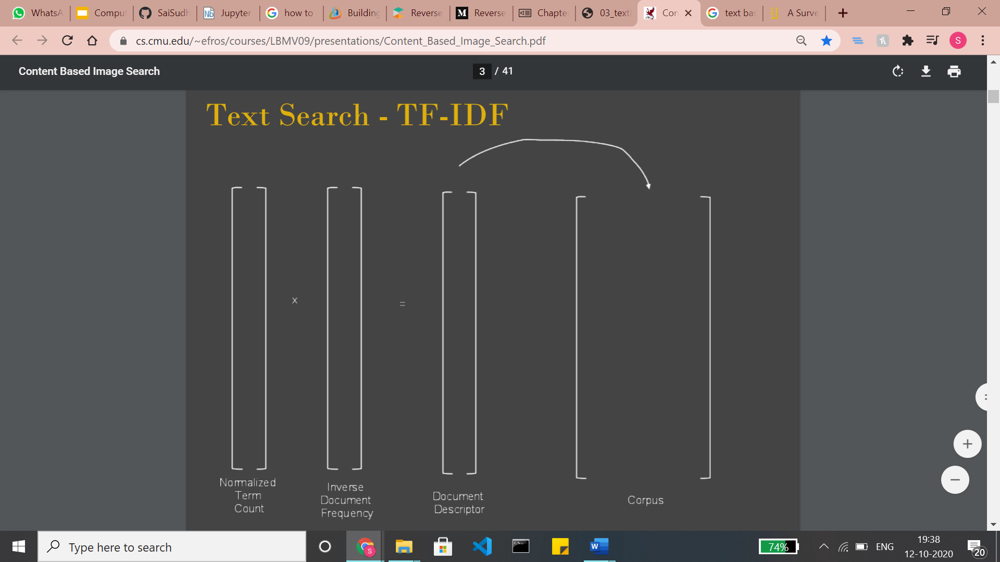 WhatsA
Compu
SaiSudh
Jupyter
how to
Building
Reverse
Reverse
Chapter
03_textl
Con
text bas
A Surve
cs.cmu.edu/~efros/courses/LBMV09/presentations/Content_Based_Image_Search.pdf
S
Content Based Image Search
3 / 41
Text Search - TF-IDF
x
=
Normalized
Term
Count
Inverse
Document
Frequency
Document
Descriptor
Corpus
Type here to search
74%
ENG
19:38
12-10-2020
20